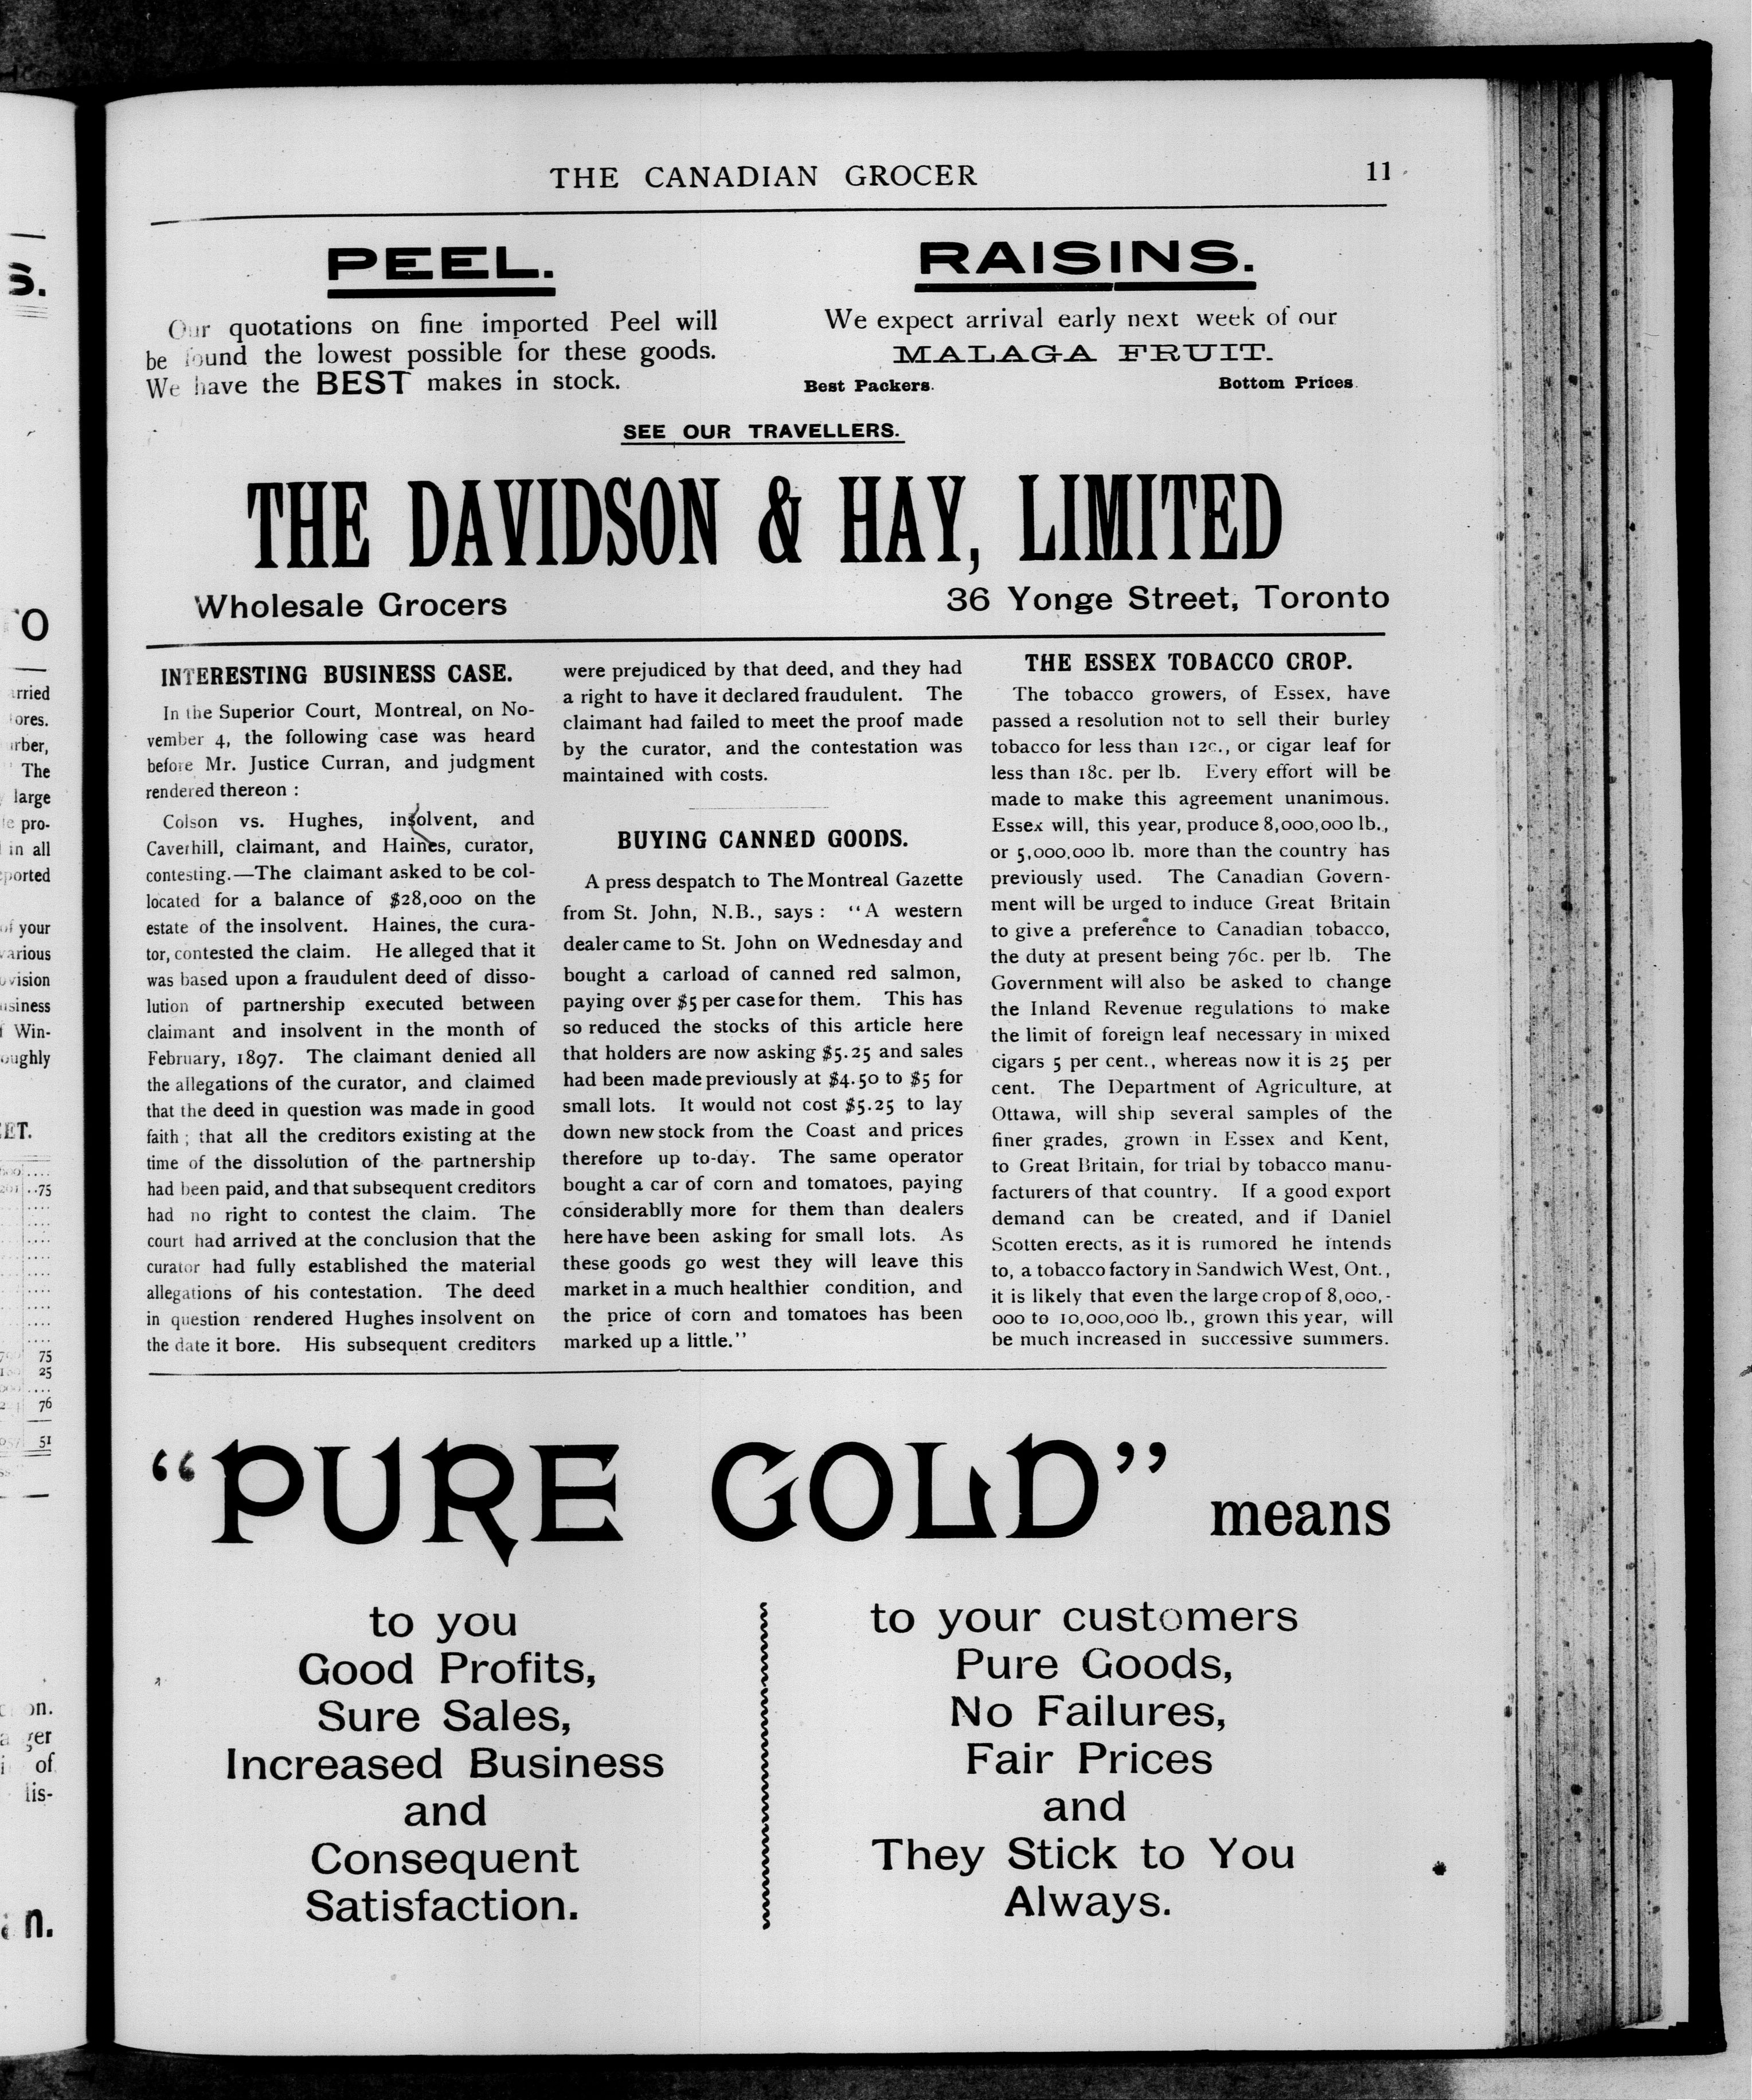 THE CANADIAN GROCER 11
PEEL.
Our quotations on fine imported Peel will
be found the lowest possible for these goods.
We have the BEST makes in stock.
RAISINS.
We expect arrival early next week of our
MALAGA FRUIT.
Best Packers. Bottom Prices.
SEE OUR TRAVELLERS.
THE DAVIDSON & HAY, LIMITED
Wholesale Grocers 36 Yonge Street, Toronto
INTERESTING BUSINESS CASE.
In the Superior Court, Montreal, on No-
vember 4, the following case was heard
before Mr. Justice Curran, and judgment
rendered thereon :
Colson vs. Hughes, insolvent, and
Caverhill, claimant, and Haines, curator,
contesting.—The claimant asked to be col-
located for a balance of $28,000 on the
estate of the insolvent. Haines, the cura-
tor, contested the claim. He alleged that it
was based upon a fraudulent deed of disso-
lution of partnership executed between
claimant and insolvent in the month of
February, 1897. The claimant denied all
the allegations of the curator, and claimed
that the deed in question was made in good
faith ; that all the creditors existing at the
time of the dissolution of the partnership
had been paid, and that subsequent creditors
had no right to contest the claim. The
court had arrived at the conclusion that the
curator had fully established the material
allegations of his contestation. The deed
in question rendered Hughes insolvent on
the date it bore. His subsequent creditors
were prejudiced by that deed, and they had
a right to have it declared fraudulent. The
claimant had failed to meet the proof made
by the curator, and the contestation was
maintained with costs.
BUYING CANNED GOODS.
A press despatch to The Montreal Gazette
from St. John, N.B., says : "A western
dealer came to St. John on Wednesday and
bought a carload of canned red salmon,
paying over $5 per case for them. This has
so reduced the stocks of this article here
that holders are now asking $5.25 and sales
had been made previously at $4.50 to $5 for
small lots. It would not cost $5.25 to lay
down new stock from the Coast and prices
therefore up to-day. The same operator
bought a car of corn and tomatoes, paying
considerablly more for them than dealers
here have been asking for small lots. As
these goods go west they will leave this
market in a much healthier condition, and
the price of corn and tomatoes has been
marked up a little."
THE ESSEX TOBACCO CROP.
The tobacco growers, of Essex, have
passed a resolution not to sell their burley
tobacco for less than 12c., or cigar leaf for
less than 18c. per lb. Every effort will be
made to make this agreement unanimous.
Essex will, this year, produce 8,000,000 lb.,
or 5,000,000 lb. more than the country has
previously used. The Canadian Govern-
ment will be urged to induce Great Britain
to give a preference to Canadian tobacco,
the duty at present being 76c. per lb. The
Government will also be asked to change
the Inland Revenue regulations to make
the limit of foreign leaf necessary in mixed
cigars 5 per cent., whereas now it is 25 per
cent. The Department of Agriculture, at
Ottawa, will ship several samples of the
finer grades, grown in Essex and Kent,
to Great Britain, for trial by tobacco manu-
facturers of that country. If a good export
demand can be created, and if Daniel
Scotten erects, as it is rumored he intends
to, a tobacco factory in Sandwich West, Ont.,
it is likely that even the large crop of 8,000,-
000 to 10,000,000 lb., grown this year, will
be much increased in successive summers.
"PURE GOLD" means
to you
Good Profits,
Sure Sales,
Increased Business
and
Consequent
Satisfaction.
to your customers
Pure Goods,
No Failures,
Fair Prices
and
They Stick to You
Always.